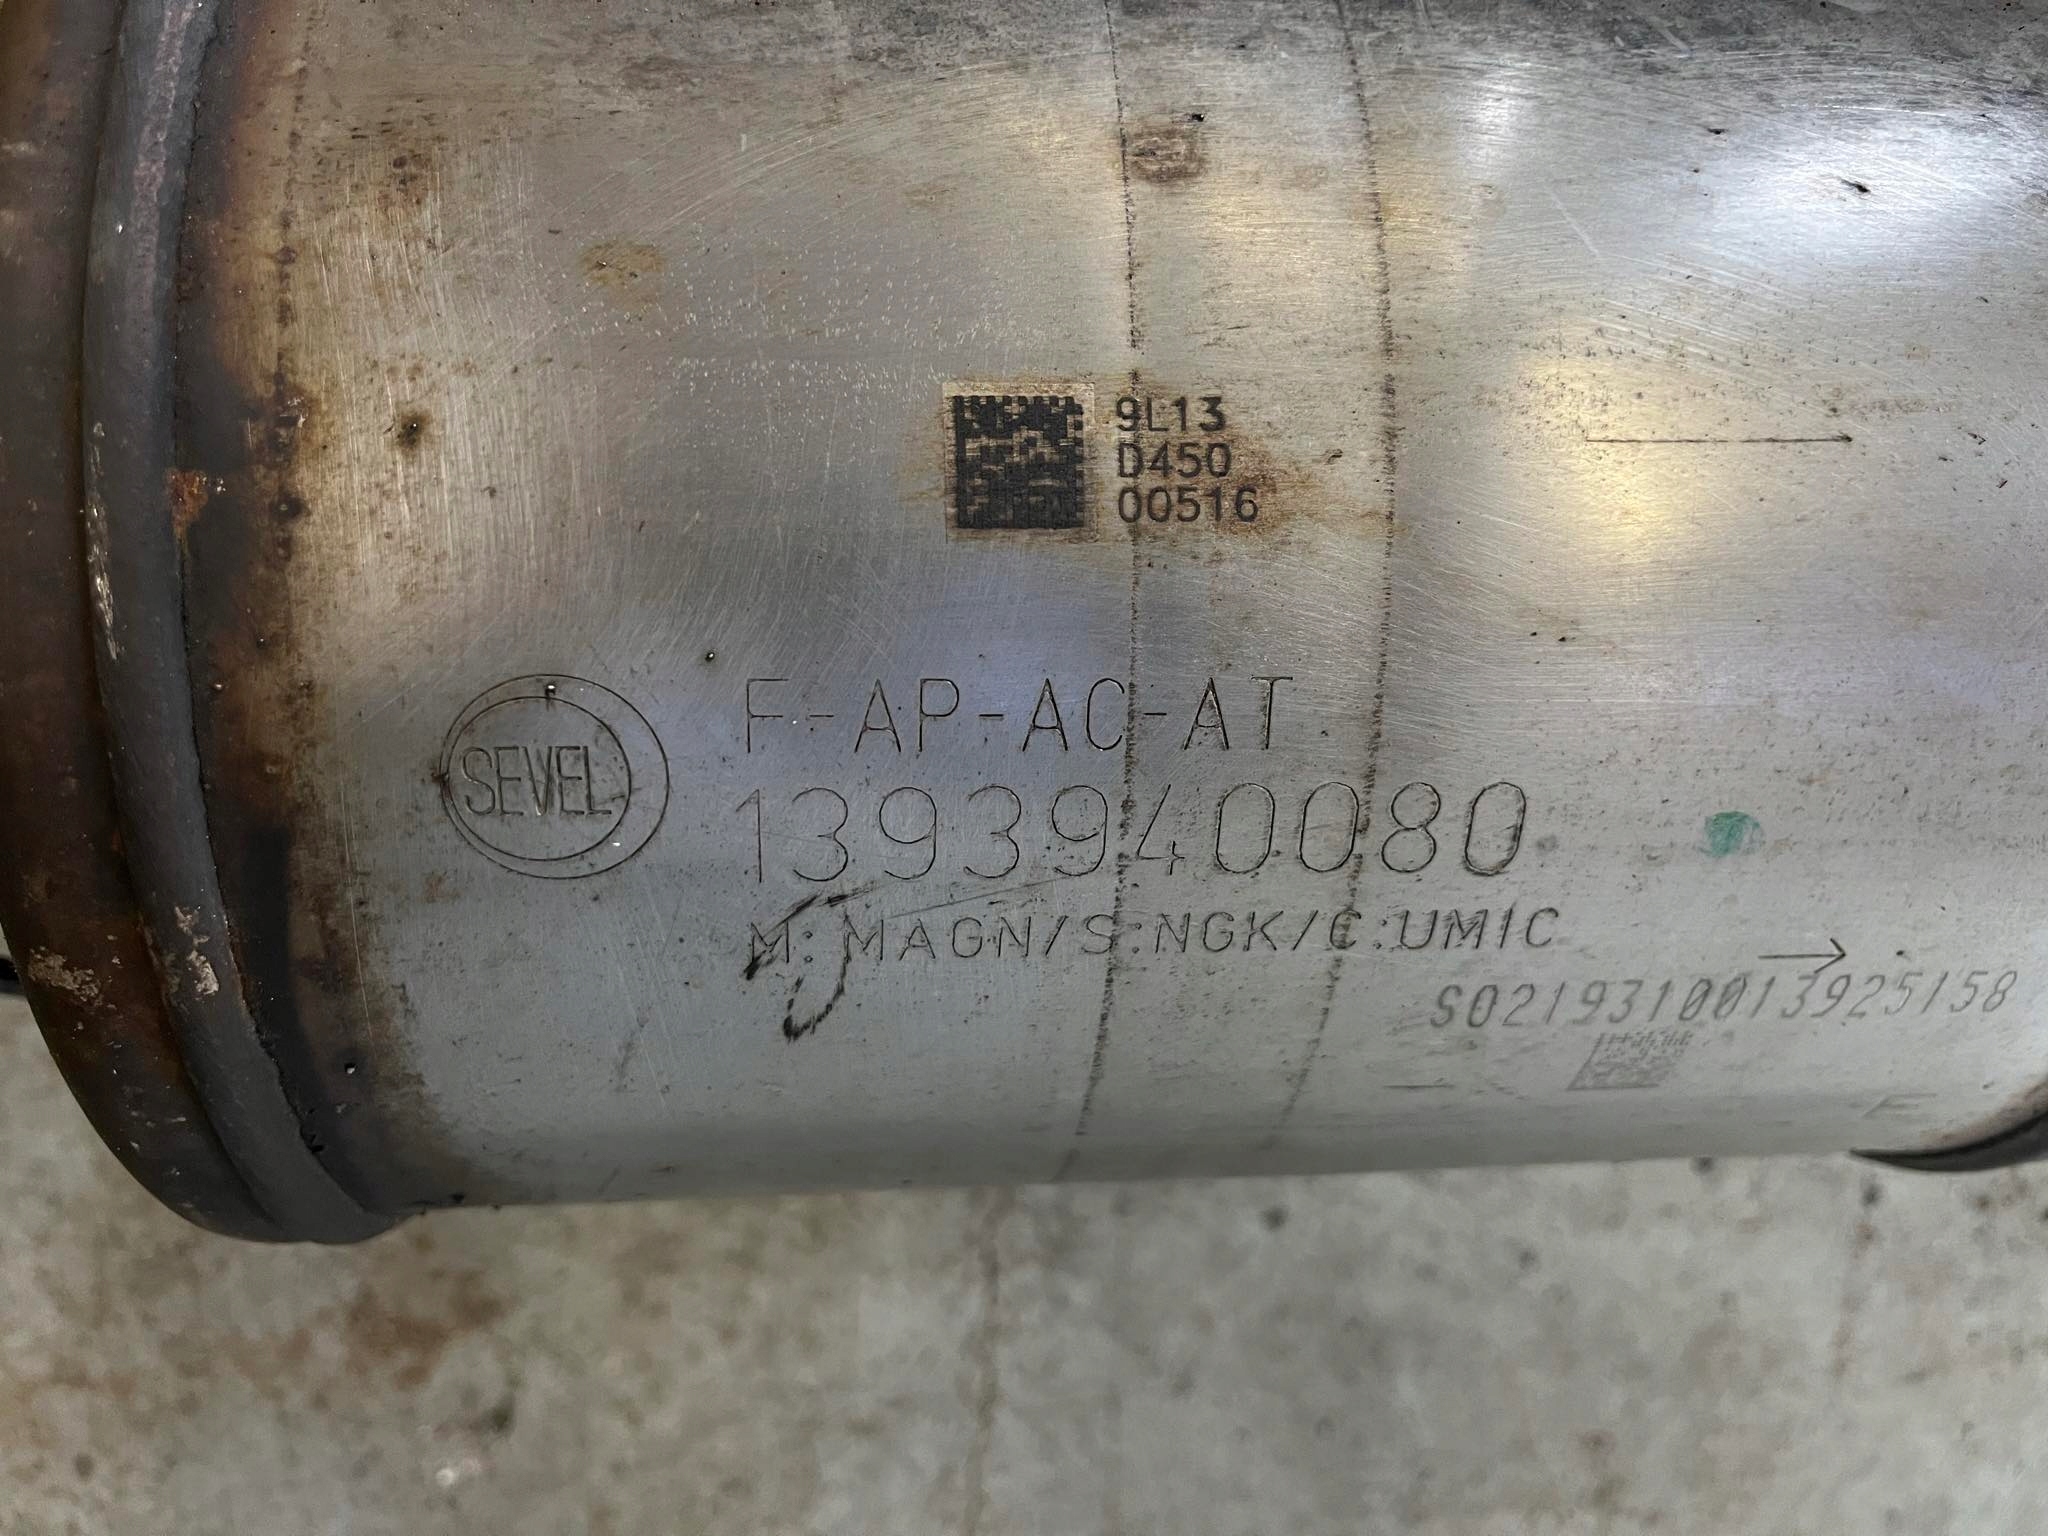 9L13
D450
00516
SEVEL
F-AP-AC-AT
1393940080
M: MAGN/S:NGK/C:UMIC
S02193100013925158
F